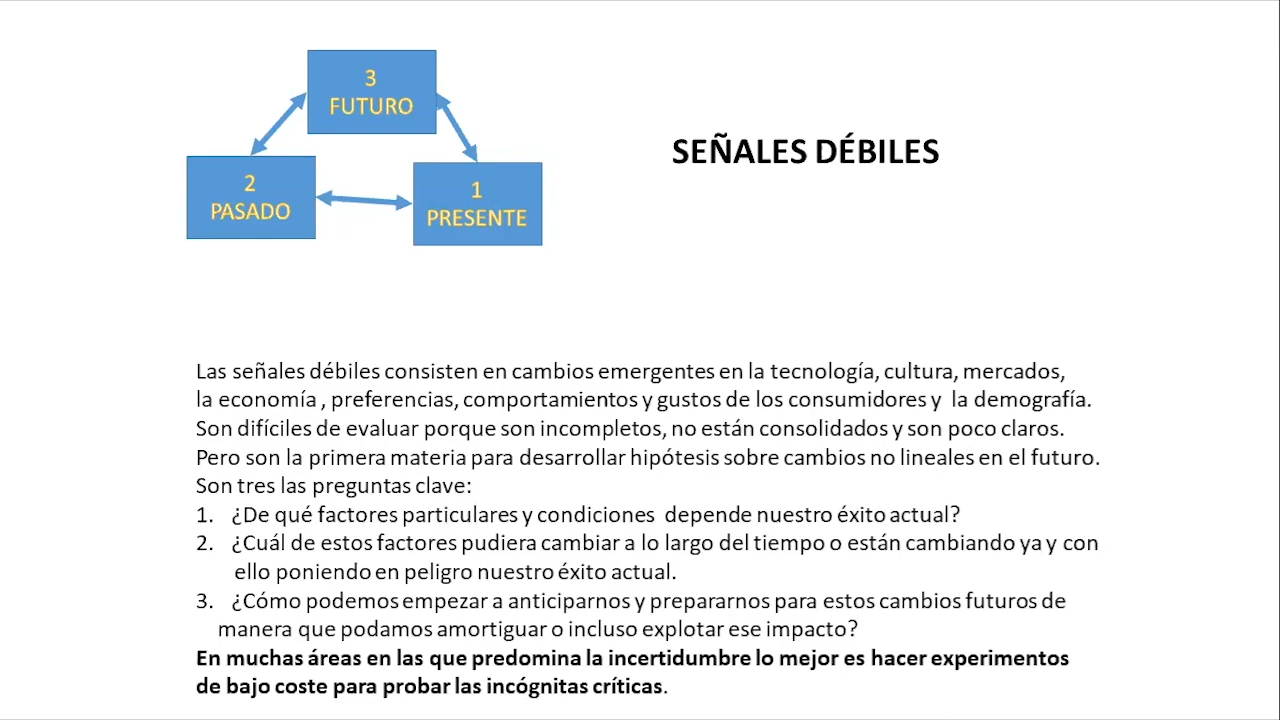 3
FUTURO
2
PASADO
1
PRESENTE
SEÑALES DÉBILES
Las señales débiles consisten en cambios emergentes en la tecnología, cultura, mercados,
la economía , preferencias, comportamientos y gustos de los consumidores y la demografía.
Son difíciles de evaluar porque son incompletos, no están consolidados y son poco claros.
Pero son la primera materia para desarrollar hipótesis sobre cambios no lineales en el futuro.
Son tres las preguntas clave:
1. ¿De qué factores particulares y condiciones depende nuestro éxito actual?
2. ¿Cuál de estos factores pudiera cambiar a lo largo del tiempo o están cambiando ya y con
ello poniendo en peligro nuestro éxito actual.
3. ¿Cómo podemos empezar a anticiparnos y prepararnos para estos cambios futuros de
manera que podamos amortiguar o incluso explotar ese impacto?
En muchas áreas en las que predomina la incertidumbre lo mejor es hacer experimentos
de bajo coste para probar las incógnitas críticas.